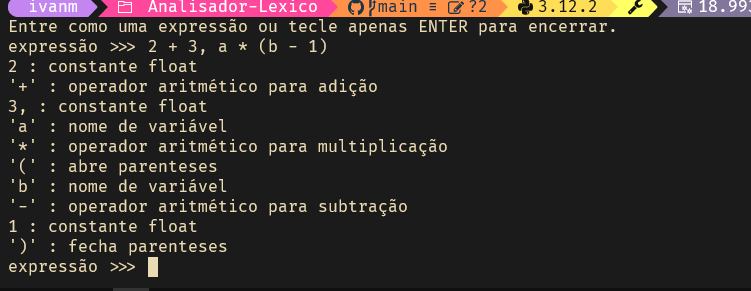 ivanm Analisador-Lexico main ≡ ?2 3.12.2 18.993
Entre como uma expressão ou tecle apenas ENTER para encerrar.
expressão >>> 2 + 3, a * (b - 1)
2 : constante float
'+' : operador aritmético para adição
3, : constante float
'a' : nome de variável
'*' : operador aritmético para multiplicação
'(' : abre parenteses
'b' : nome de variável
'-' : operador aritmético para subtração
1 : constante float
')' : fecha parenteses
expressão >>>